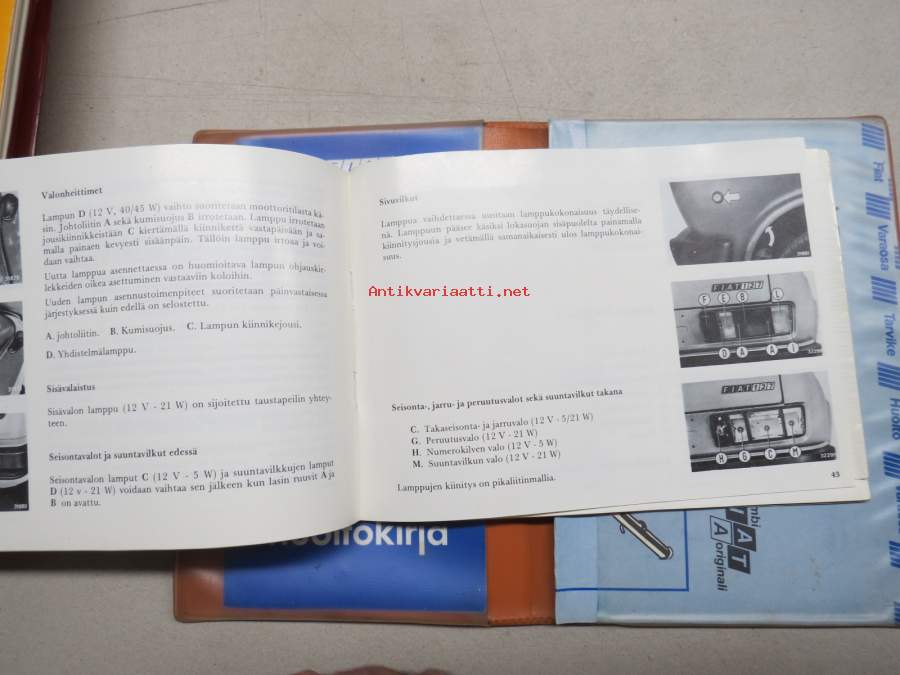 Valonheittimet
Lampun D (12 V, 40/45 W) vaihto suoritetaan moottoritilasta kä-
sin. Johtoliitin A sekä kumisuojus B irrotetaan. Lamppu irrotetaan
jousikiinnikkeistään C kiertämällä kiinnikettä vastapäivään ja sa-
malla painaen kevyesti sisäänpäin. Tällöin lamppu irtoaa ja voi-
daan vaihtaa.
Uutta lamppua asennettaessa on huomioitava lampun ohjauskie-
lekkeiden oikea asettuminen vastaaviin koloihin.
Uuden lampun asennustoimenpiteet suoritetaan päinvastaisessa
järjestyksessä kuin edellä on selostettu.
A. johtoliitin. B. Kumisuojus. C. Lampun kiinnikejousi.
D. Yhdistelmälamppu.
Sisävalaistus
Sisävalon lamppu (12 V - 21 W) on sijoitettu taustapeilin yhtey-
teen.
Seisontavalot ja suuntavilkut edessä
Seisontavalon lamput C (12 V - 5 W) ja suuntavilkkujen lamput
D (12 v - 21 W) voidaan vaihtaa sen jälkeen kun lasin ruuvit A ja
B on avattu.
Sivuvilkut
Lamppua vaihdettaessa uusitaan lamppukokonaisuus täydellise-
nä. Lamppuun pääsee käsiksi lokasuojan sisäpuolelta painamalla
kiinnitysjousia ja vetämällä samanaikaisesti ulos lamppukokonai-
suus.
Antikvariaatti.net
Seisonta-, jarru- ja peruutusvalot sekä suuntavilkut takana
C. Takaseisonta- ja jarruvalo (12 V - 5/21 W)
G. Peruutusvalo (12 V - 21 W)
H. Numerokilven valo (12 V - 5 W)
M. Suuntavilkun valo (12 V - 21 W)
Lamppujen kiinitys on pikaliitinmallia.
43
FIAT 127
F E B L
D A A I
FIAT 127
H G C M
Fiat
Varaosa
Tarvike
Huolto
huoltokirja
AT
A originali